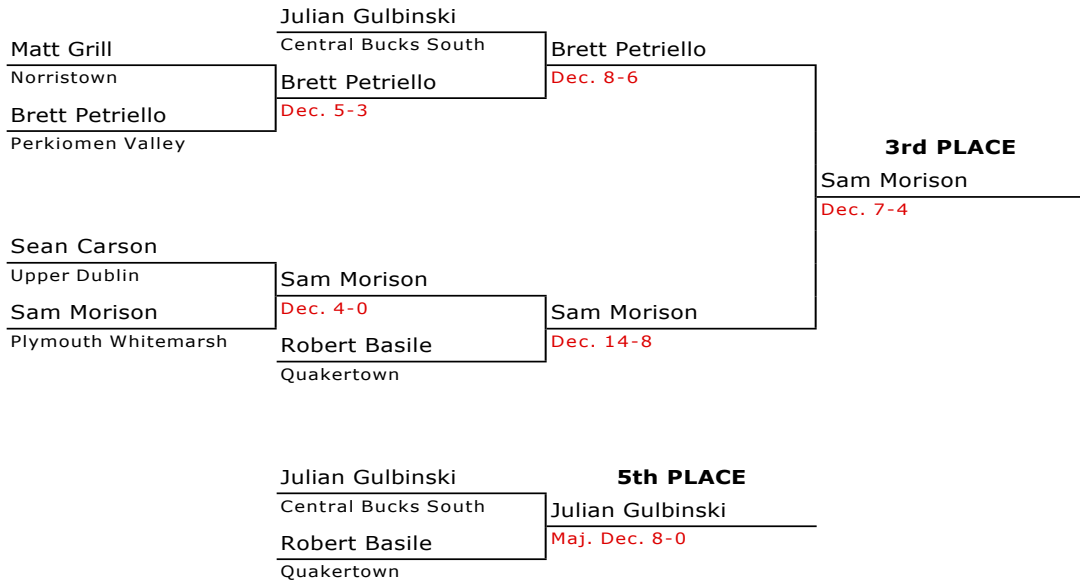 Julian Gulbinski
Central Bucks South
Matt Grill
Norristown
Brett Petriello
Dec. 8-6
Brett Petriello
Dec. 5-3
Brett Petriello
Perkiomen Valley
3rd PLACE
Sam Morison
Dec. 7-4
Sean Carson
Upper Dublin
Sam Morison
Dec. 4-0
Sam Morison
Plymouth Whitemarsh
Sam Morison
Dec. 14-8
Robert Basile
Quakertown
Julian Gulbinski
Central Bucks South
5th PLACE
Julian Gulbinski
Maj. Dec. 8-0
Robert Basile
Quakertown